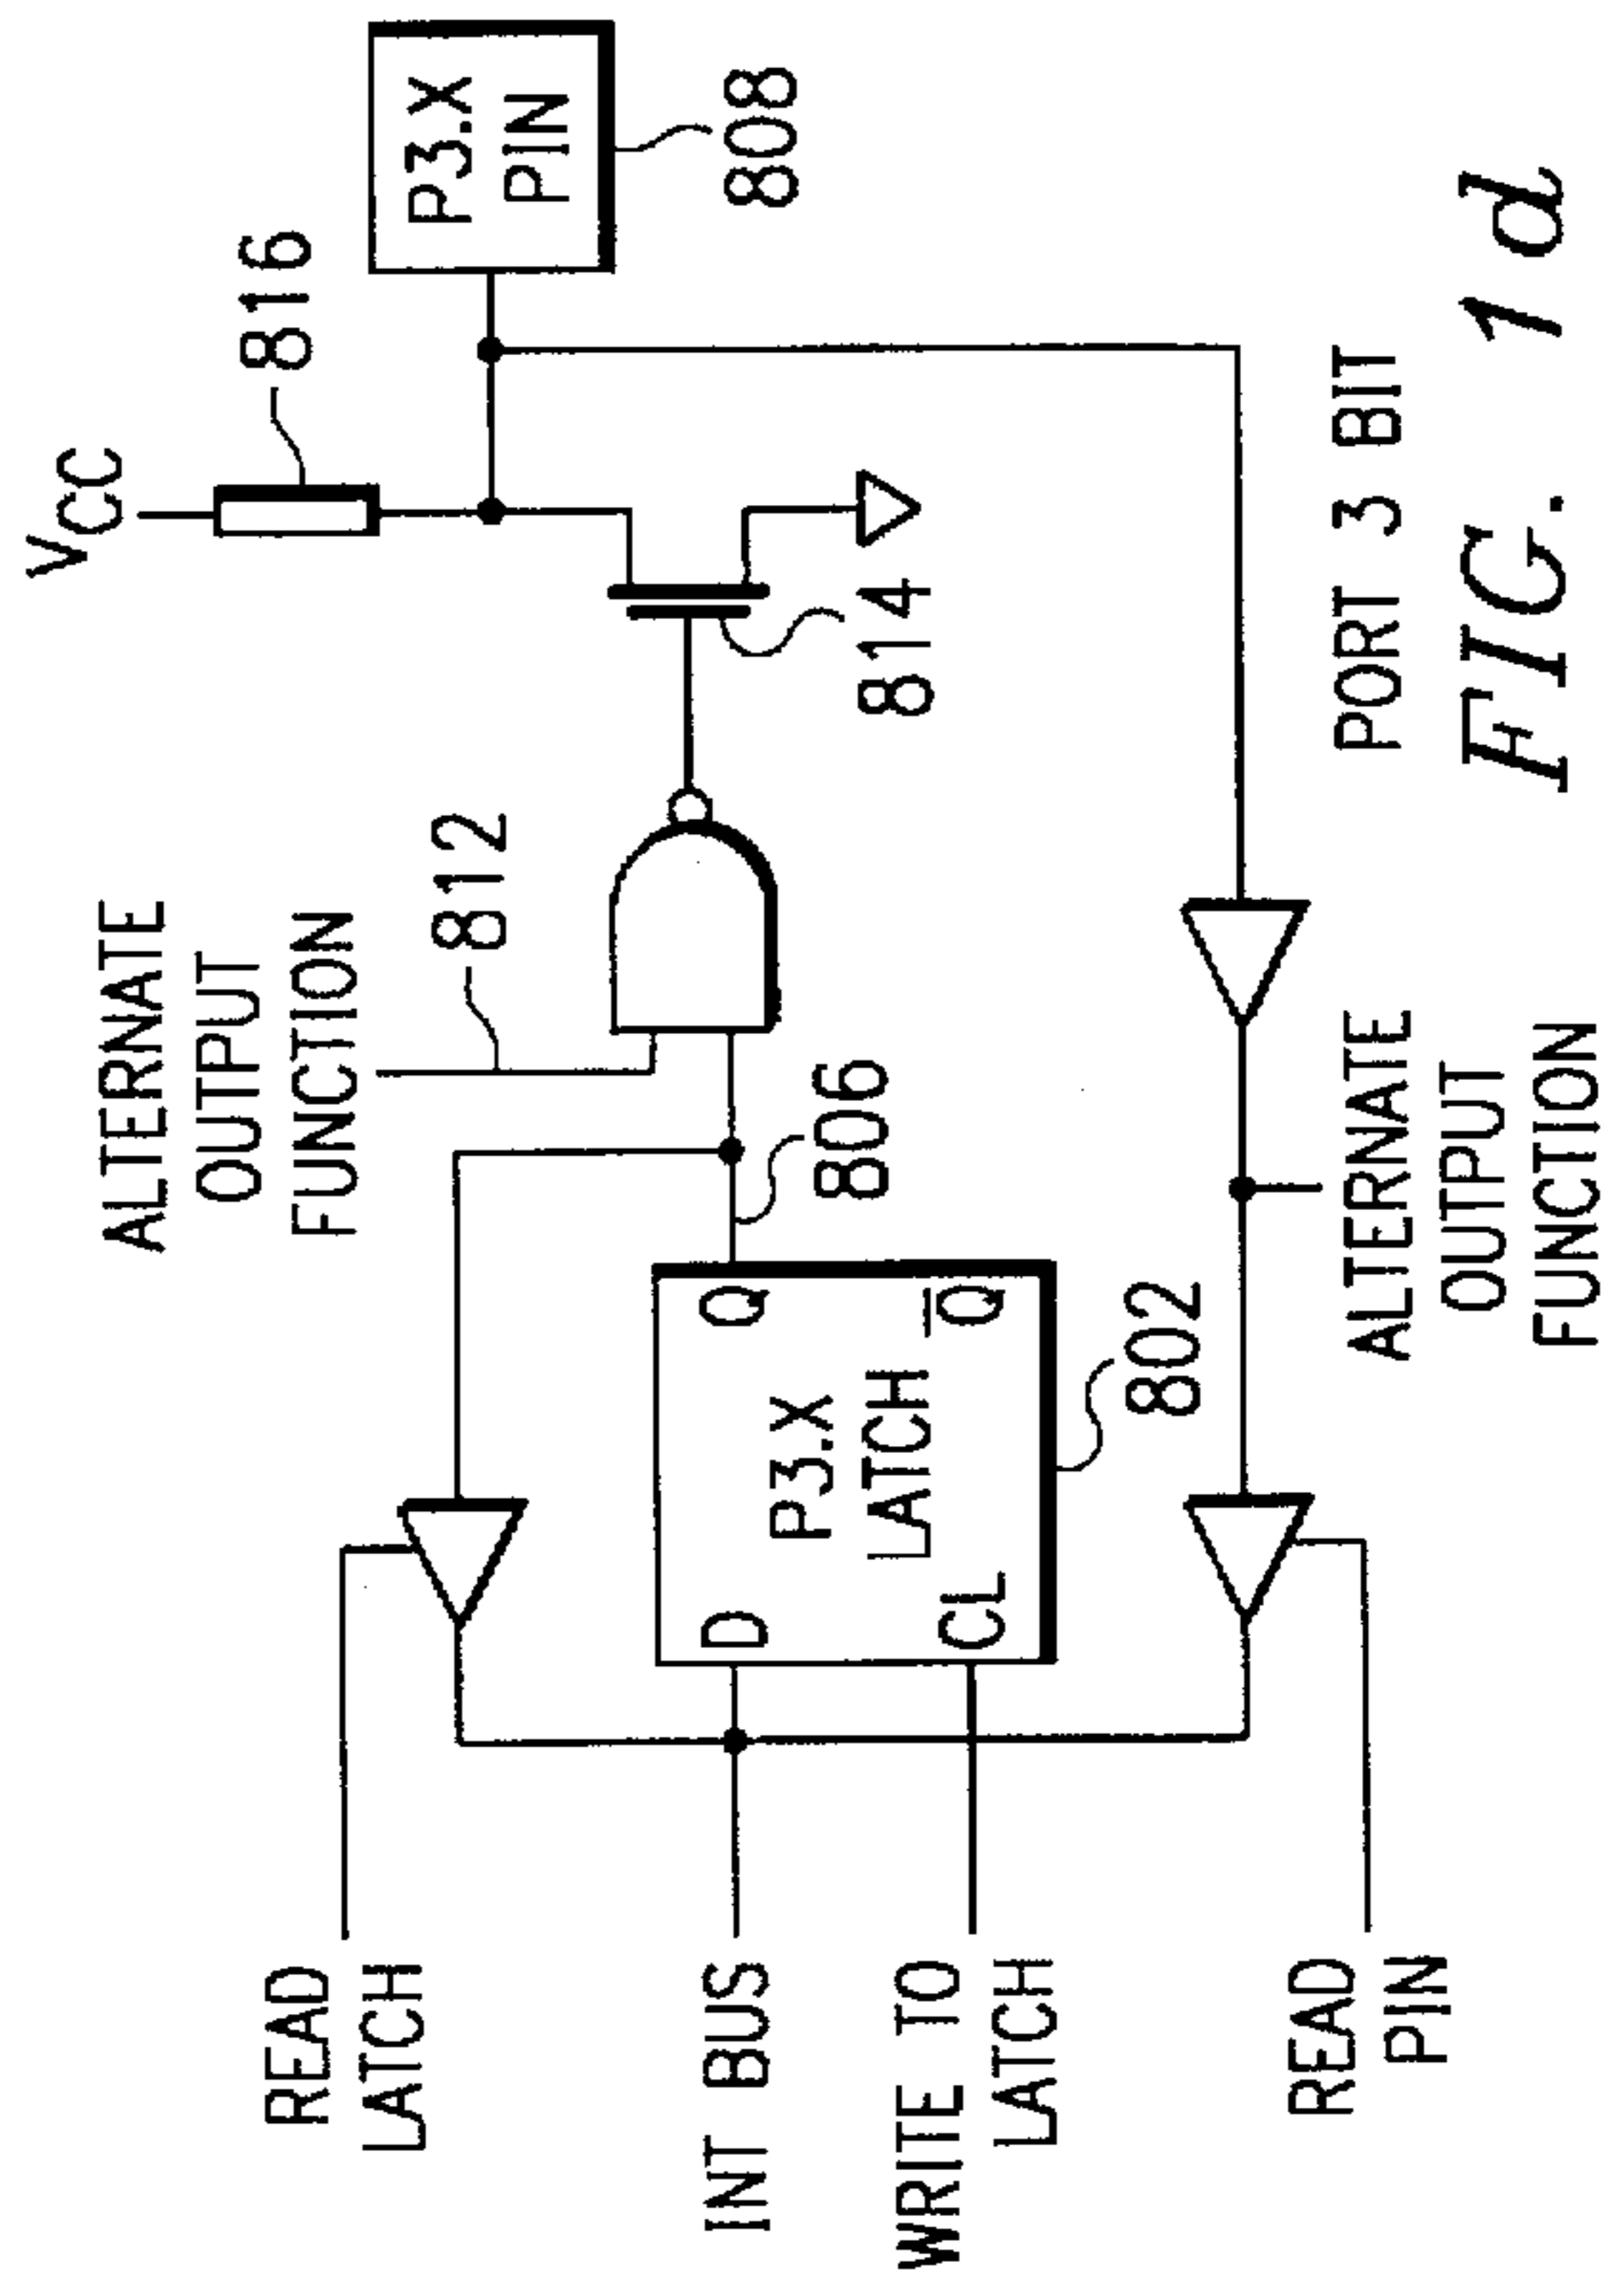 VCC
816
P3.X
PIN
808
ALTERNATE
OUTPUT
FUNCTION
812
814
READ
LATCH
806
INT BUS
D
Q
P3.X
LATCH
CL
Q
802
WRITE TO
LATCH
READ
PIN
ALTERNATE
OUTPUT
FUNCTION
PORT 3 BIT
FIG. 1d